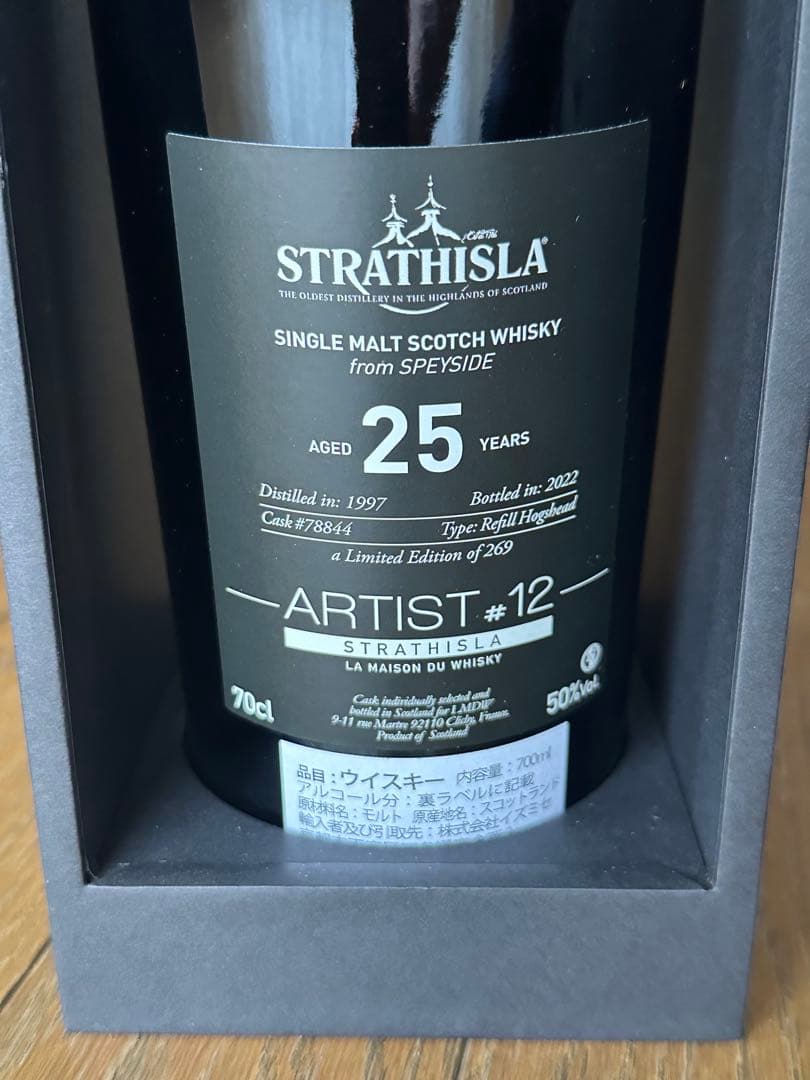 STRATHISLA®
THE OLDEST DISTILLERY IN THE HIGHLANDS OF SCOTLAND
SINGLE MALT SCOTCH WHISKY
from SPEYSIDE
AGED 25 YEARS
Distilled in: 1997 Bottled in: 2022
Cask #78844 Type: Refill Hogshead
a Limited Edition of 269
ARTIST #12
STRATHISLA
LA MAISON DU WHISKY
70cl 50%vol.
Cask individually selected and
bottled in Scotland for LMDW
9-11 rue Martre 92110 Clichy, France.
Product of Scotland
品目：ウイスキー 内容量：700ml
アルコール分：裏ラベルに記載
原材料名：モルト 原産地名：スコットランド
輸入者及び引取先：株式会社イズミセ